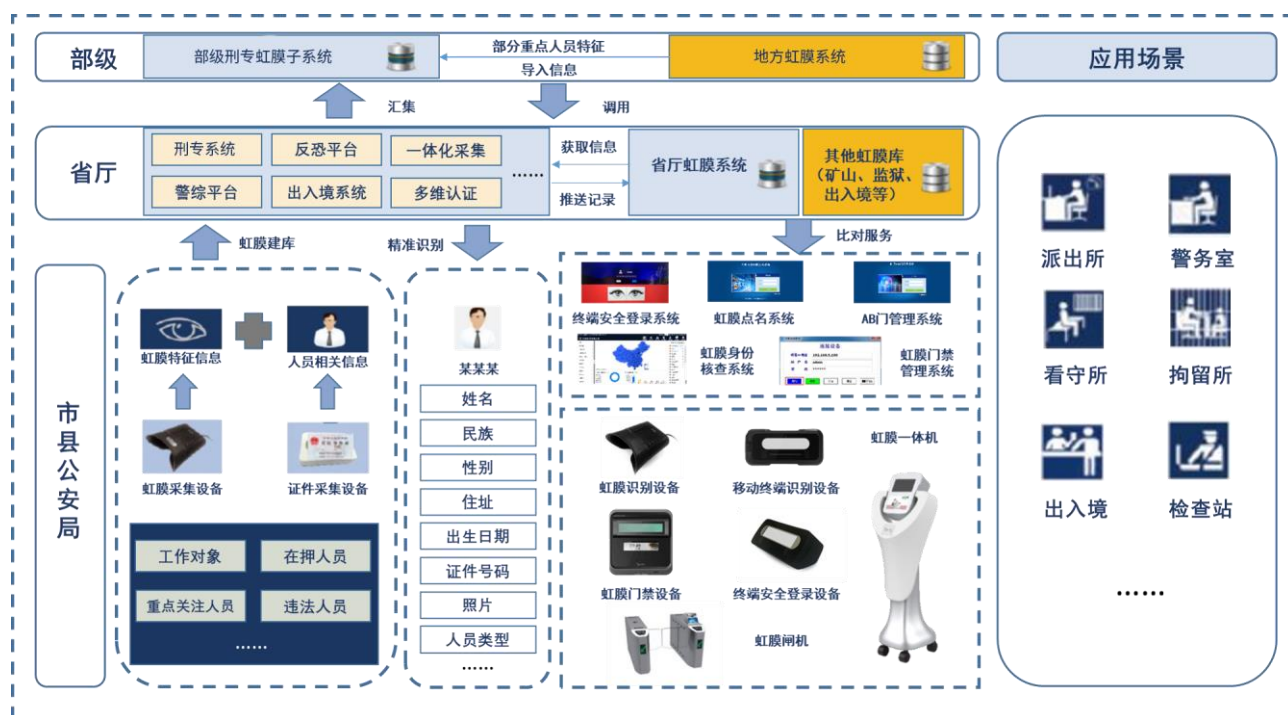 部级
部级刑专虹膜子系统
部分重点人员特征
导入信息
地方虹膜系统
应用场景
汇集
调用
省厅
刑专系统
反恐平台
一体化采集
警综平台
出入境系统
多维认证
……
获取信息
推送记录
省厅虹膜系统
其他虹膜库
（矿山、监狱、
出入境等）
虹膜建库
精准识别
比对服务
市县公安局
虹膜特征信息
人员相关信息
虹膜采集设备
证件采集设备
工作对象
在押人员
重点关注人员
违法人员
……
某某某
姓名
民族
性别
住址
出生日期
证件号码
照片
人员类型
……
终端安全登录系统
虹膜点名系统
AB门管理系统
虹膜身份
核查系统
虹膜门禁
管理系统
虹膜识别设备
移动终端识别设备
虹膜一体机
虹膜门禁设备
终端安全登录设备
虹膜闸机
派出所
警务室
看守所
拘留所
出入境
检查站
……